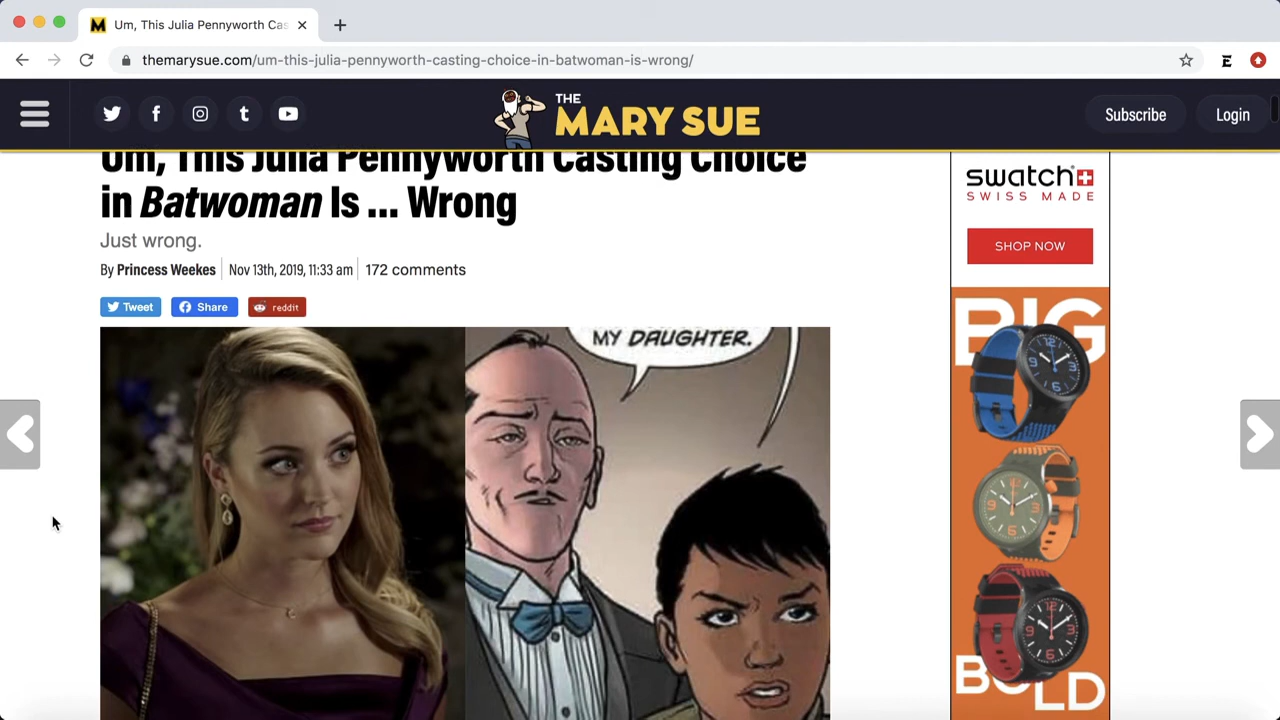 Um, This Julia Pennyworth Cas
themarysue.com/um-this-julia-pennyworth-casting-choice-in-batwoman-is-wrong/
THE
MARY SUE
Subscribe
Login
Um, This Julia Pennyworth Casting Choice
in Batwoman Is ... Wrong
Just wrong.
By Princess Weekes
Nov 13th, 2019, 11:33 am
172 comments
Tweet
Share
reddit
MY DAUGHTER.
swatch
SWISS MADE
SHOP NOW
BIG
BOLD